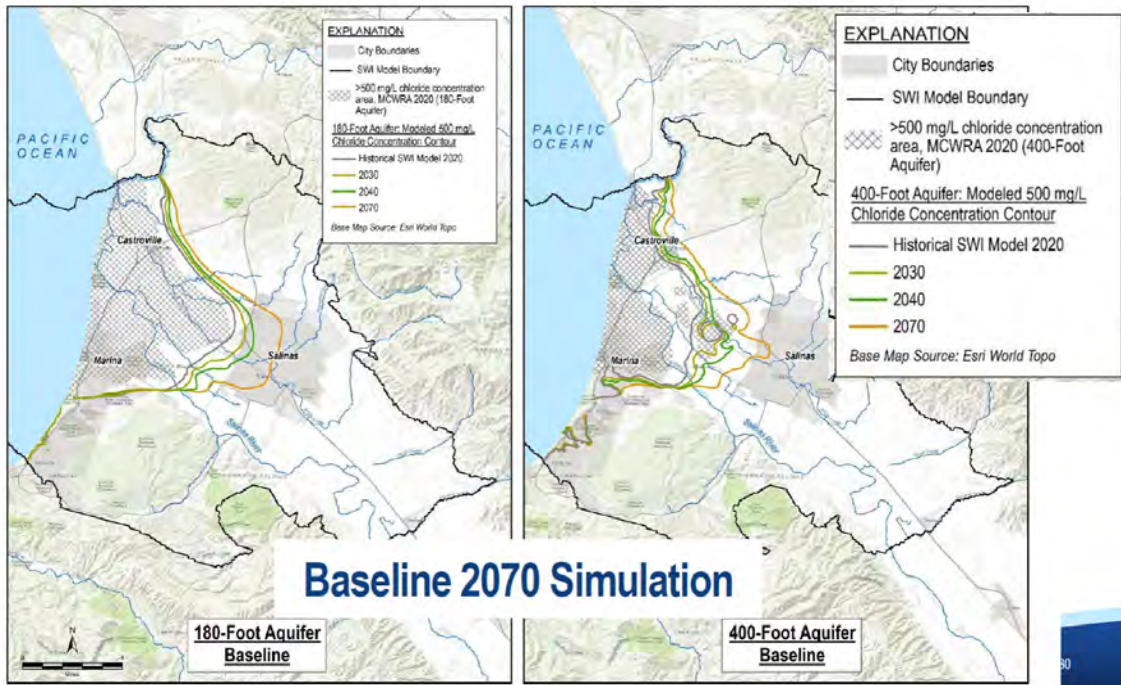 EXPLANATION
City Boundaries
SWI Model Boundary
>500 mg/L chloride concentration
area, MCWRA 2020 (180-Foot
Aquifer)
180-Foot Aquifer: Modeled 500 mg/L
Chloride Concentration Contour
Historical SWI Model 2020
2030
2040
2070
Base Map Source: Esri World Topo
PACIFIC
OCEAN
Castroville
Marina
Salinas
Salinas River
N
Miles
180-Foot Aquifer
Baseline
EXPLANATION
City Boundaries
SWI Model Boundary
>500 mg/L chloride concentration
area, MCWRA 2020 (400-Foot
Aquifer)
400-Foot Aquifer: Modeled 500 mg/L
Chloride Concentration Contour
Historical SWI Model 2020
2030
2040
2070
Base Map Source: Esri World Topo
PACIFIC
OCEAN
Castroville
Marina
Salinas
Salinas River
400-Foot Aquifer
Baseline
Baseline 2070 Simulation